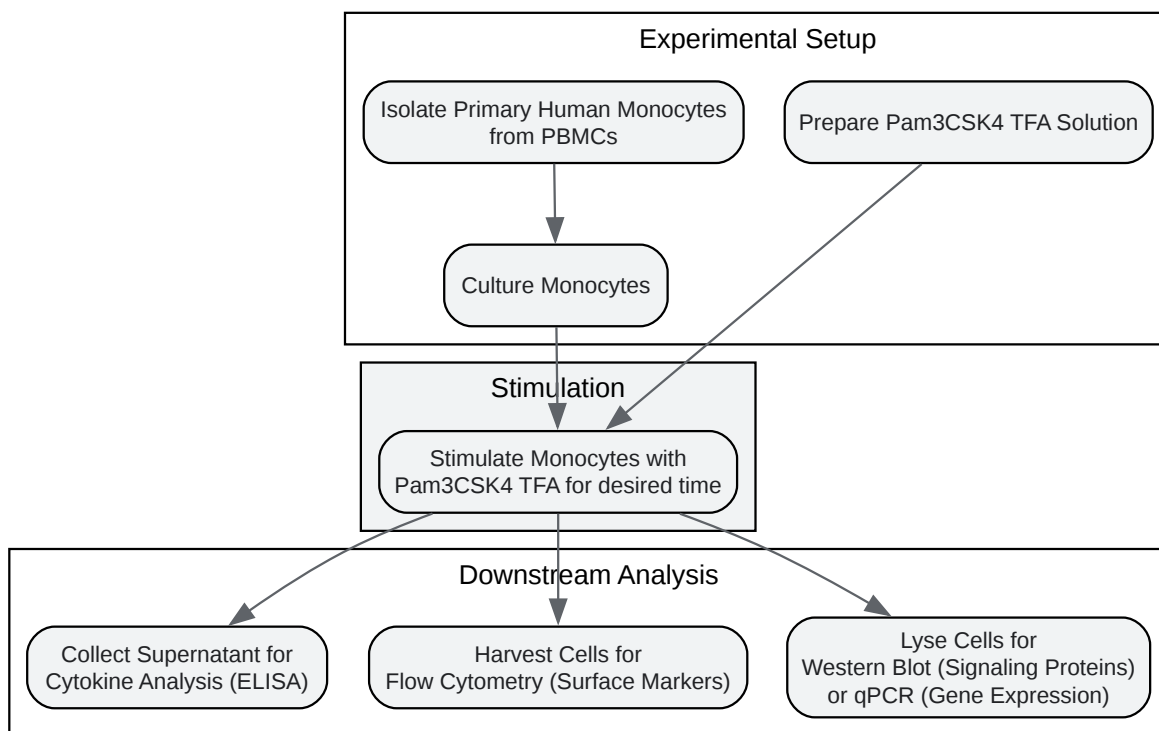 Experimental Setup
Isolate Primary Human Monocytes
from PBMCs
Prepare Pam3CSK4 TFA Solution
Culture Monocytes
Stimulation
Stimulate Monocytes with
Pam3CSK4 TFA for desired time
Downstream Analysis
Collect Supernatant for
Cytokine Analysis (ELISA)
Harvest Cells for
Flow Cytometry (Surface Markers)
Lyse Cells for
Western Blot (Signaling Proteins)
or qPCR (Gene Expression)